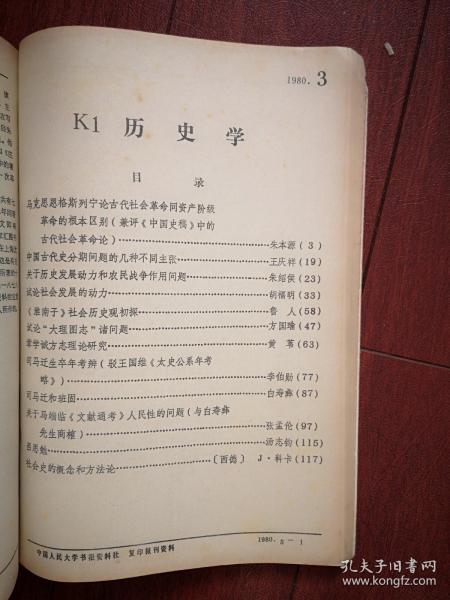 1980. 3
K1 历史学
目 录
马克思恩格斯列宁论古代社会革命同资产阶级
革命的根本区别(兼评《中国史稿》中的
古代社会革命论)……朱本源(3)
中国古代史分期问题的几种不同主张……王庆祥(19)
关于历史发展动力和农民战争作用问题……朱绍侯(23)
试论社会发展的动力……胡福明(33)
《淮南子》社会历史观初探……鲁人(58)
试论“大理图志”诸问题……方国瑜(47)
章学诚方志理论研究……黄苇(63)
司马迁生卒年考辨(驳王国维《太史公系年考
略》)……李伯勋(77)
司马迁和班固……白寿彝(87)
关于马端临《文献通考》人民性的问题(与白寿彝
先生商榷)……张孟伦(97)
吕思勉……汤志钧(115)
社会史的概念和方法论……〔西德〕 J·科卡(117)
中国人民大学书报资料社 复印报刊资料
1980. 3—1
孔夫子旧书网